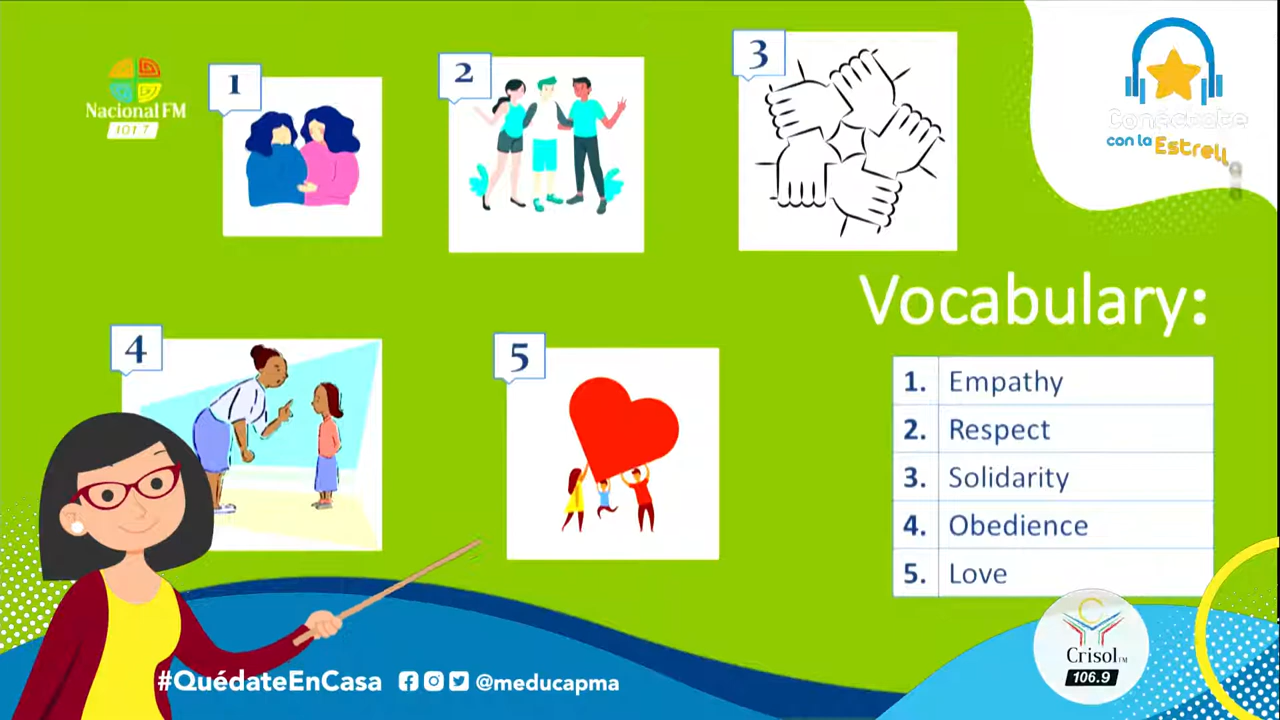 Nacional FM
101.7
1
2
3
Conéctate
con la
Estrell
Vocabulary:
4
5
1. Empathy
2. Respect
3. Solidarity
4. Obedience
5. Love
Crisol FM
106.9
#QuédateEnCasa @meducapma